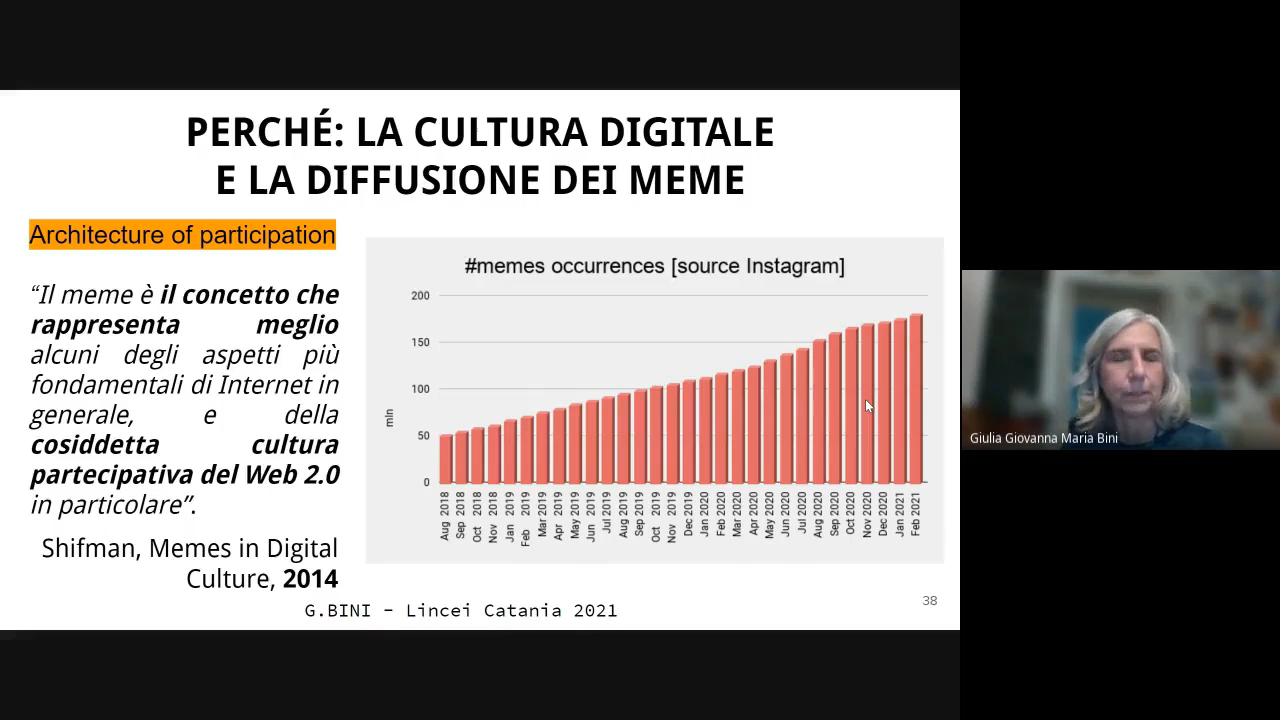 PERCHÉ: LA CULTURA DIGITALE
E LA DIFFUSIONE DEI MEME
Architecture of participation
“Il meme è il concetto che
rappresenta meglio
alcuni degli aspetti più
fondamentali di Internet in
generale, e della
cosiddetta cultura
partecipativa del Web 2.0
in particolare”.
Shifman, Memes in Digital
Culture, 2014
#memes occurrences [source Instagram]
200
150
100
50
0
mln
Aug 2018
Sep 2018
Oct 2018
Nov 2018
Jan 2019
Feb 2019
Mar 2019
Apr 2019
May 2019
Jun 2019
Jul 2019
Aug 2019
Sep 2019
Oct 2019
Nov 2019
Dec 2019
Jan 2020
Feb 2020
Mar 2020
Apr 2020
May 2020
Jun 2020
Jul 2020
Aug 2020
Sep 2020
Oct 2020
Nov 2020
Dec 2020
Jan 2021
Feb 2021
38
G.BINI - Lincei Catania 2021
Giulia Giovanna Maria Bini